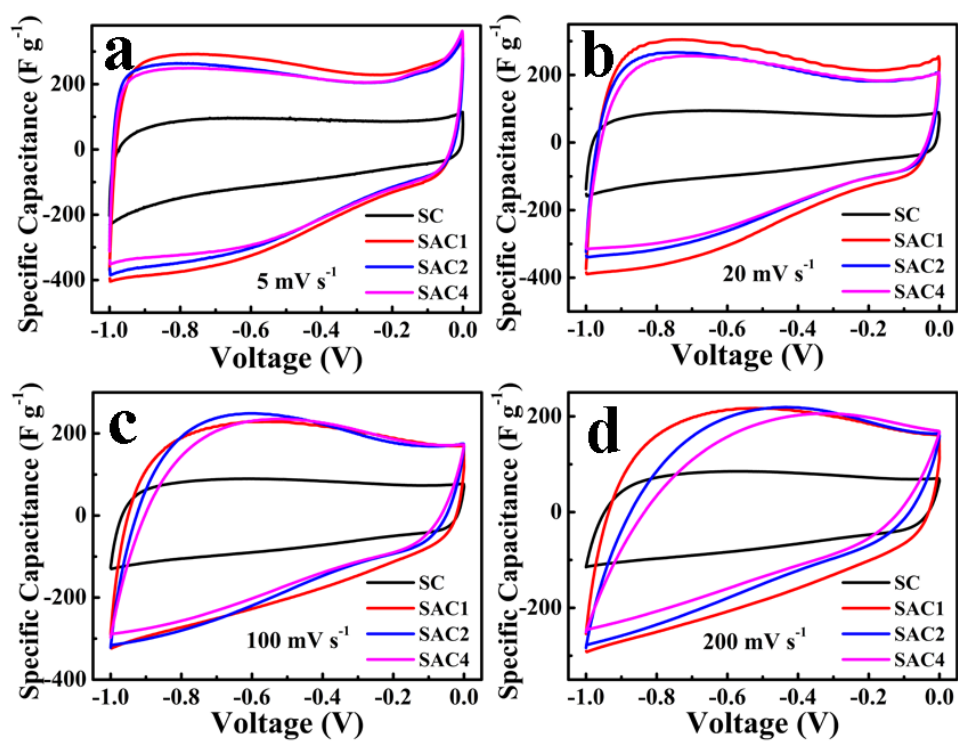 a
Specific Capacitance (F g⁻¹)
200
0
-200
-400
SC
SAC1
SAC2
SAC4
5 mV s⁻¹
-1.0 -0.8 -0.6 -0.4 -0.2 0.0
Voltage (V)
b
Specific Capacitance (F g⁻¹)
200
0
-200
-400
SC
SAC1
SAC2
SAC4
20 mV s⁻¹
-1.0 -0.8 -0.6 -0.4 -0.2 0.0
Voltage (V)
c
Specific Capacitance (F g⁻¹)
400
200
0
-200
-400
SC
SAC1
SAC2
SAC4
100 mV s⁻¹
-1.0 -0.8 -0.6 -0.4 -0.2 0.0
Voltage (V)
d
Specific Capacitance (F g⁻¹)
200
0
-200
SC
SAC1
SAC2
SAC4
200 mV s⁻¹
-1.0 -0.8 -0.6 -0.4 -0.2 0.0
Voltage (V)